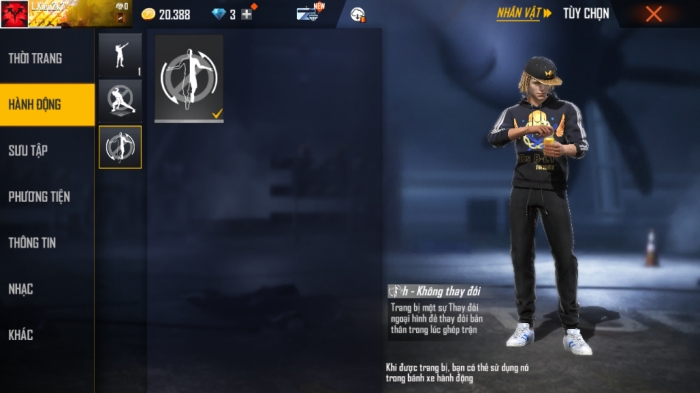 20.388
3
NEW
NHÂN VẬT
TÙY CHỌN
THỜI TRANG
HÀNH ĐỘNG
SƯU TẬP
PHƯƠNG TIỆN
THÔNG TIN
NHẠC
KHÁC
h - Không thay đổi
Trang bị một sự Thay đổi
ngoại hình để thay đổi bản
thân trong lúc ghép trận
Khi được trang bị, bạn có thể sử dụng nó
trong bánh xe hành động